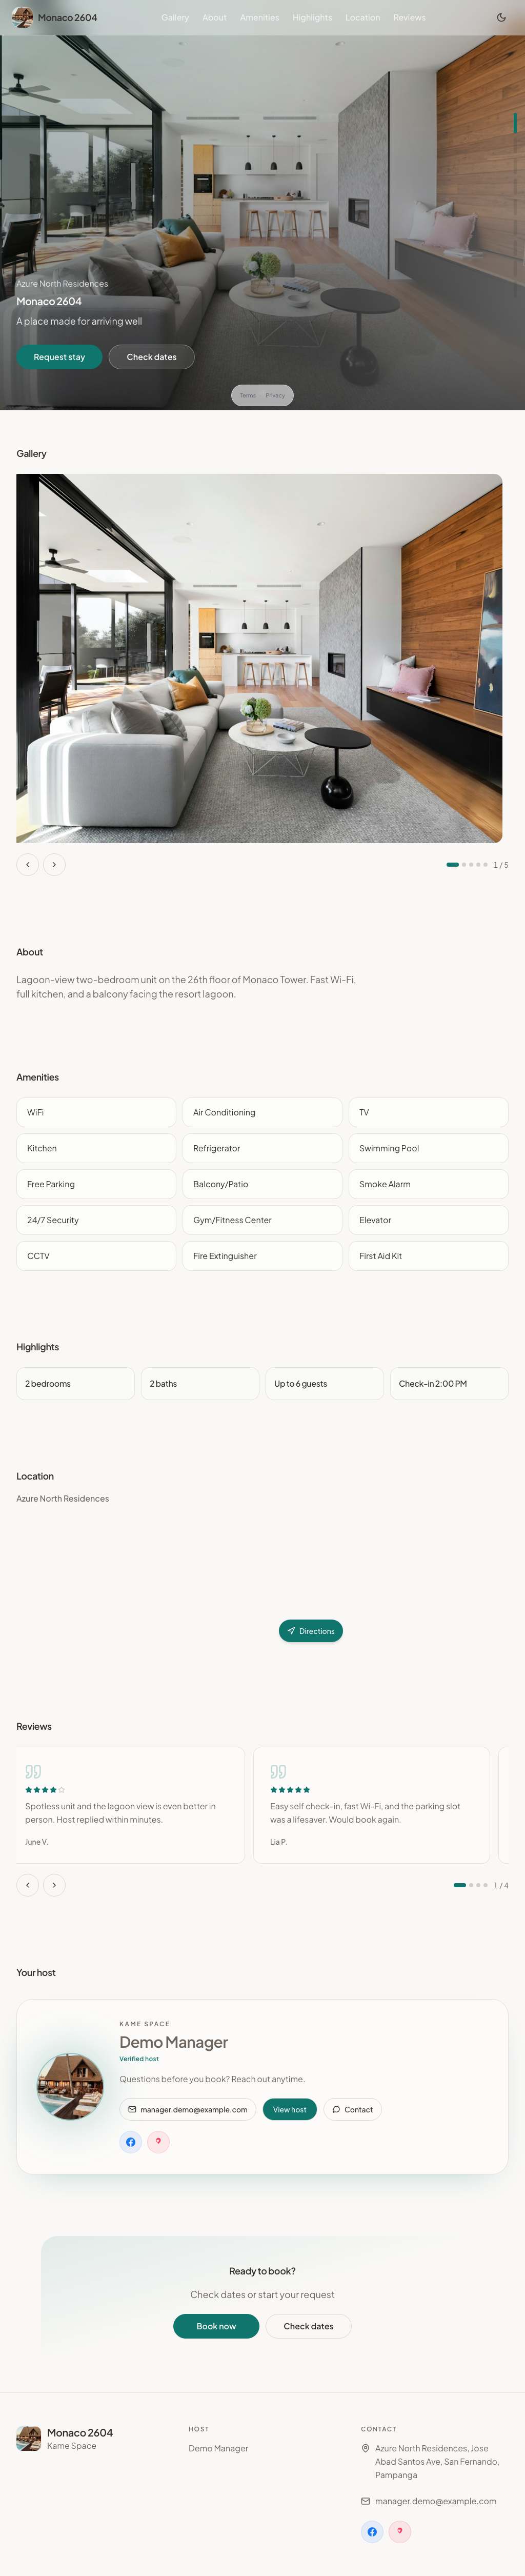 Monaco 2604
Gallery
About
Amenities
Highlights
Location
Reviews
Azure North Residences
Monaco 2604
A place made for arriving well
Request stay
Check dates
Terms
Privacy
Gallery
1 / 5
About
Lagoon-view two-bedroom unit on the 26th floor of Monaco Tower. Fast Wi-Fi,
full kitchen, and a balcony facing the resort lagoon.
Amenities
WiFi
Air Conditioning
TV
Kitchen
Refrigerator
Swimming Pool
Free Parking
Balcony/Patio
Smoke Alarm
24/7 Security
Gym/Fitness Center
Elevator
CCTV
Fire Extinguisher
First Aid Kit
Highlights
2 bedrooms
2 baths
Up to 6 guests
Check-in 2:00 PM
Location
Azure North Residences
Directions
Reviews
Spotless unit and the lagoon view is even better in
person. Host replied within minutes.
June V.
Easy self check-in, fast Wi-Fi, and the parking slot
was a lifesaver. Would book again.
Lia P.
1 / 4
Your host
KAME SPACE
Demo Manager
Verified host
Questions before you book? Reach out anytime.
manager.demo@example.com
View host
Contact
Ready to book?
Check dates or start your request
Book now
Check dates
Monaco 2604
Kame Space
HOST
Demo Manager
CONTACT
Azure North Residences, Jose
Abad Santos Ave, San Fernando,
Pampanga
manager.demo@example.com